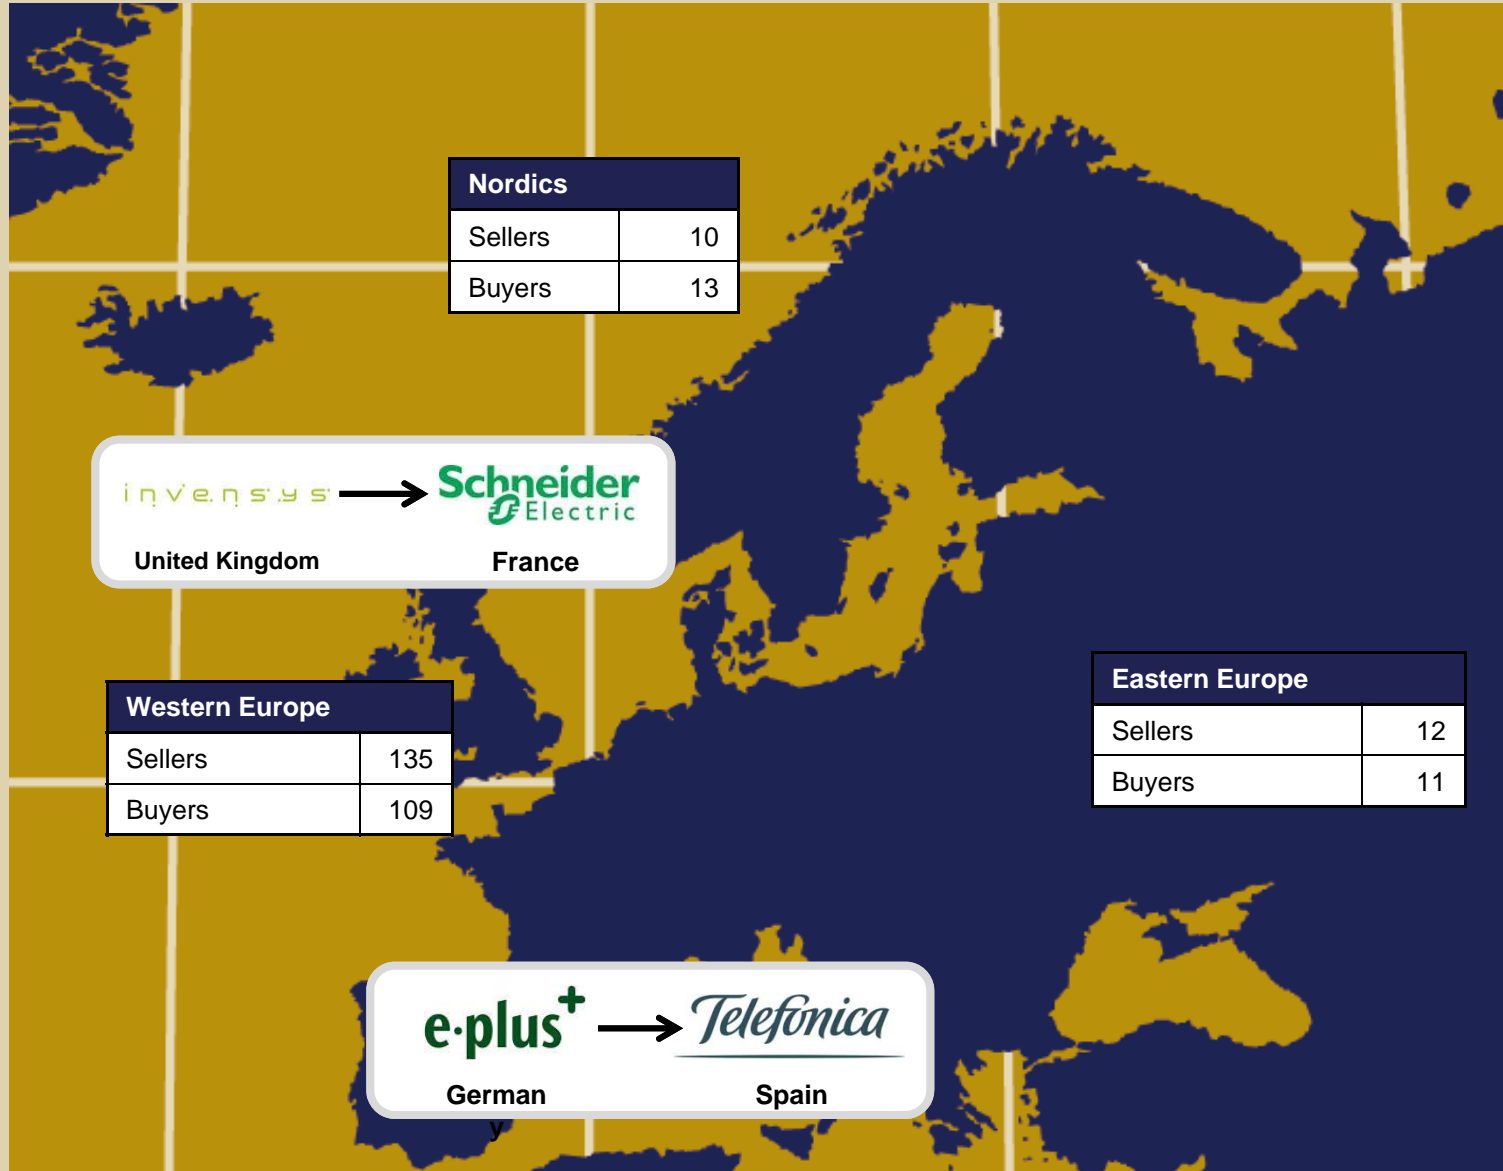 Nordics
Sellers 10
Buyers 13
invensys Schneider
Electric
United Kingdom France
Western Europe
Sellers 135
Buyers 109
Eastern Europe
Sellers 12
Buyers 11
e·plus+ Telefónica
German Spain
y